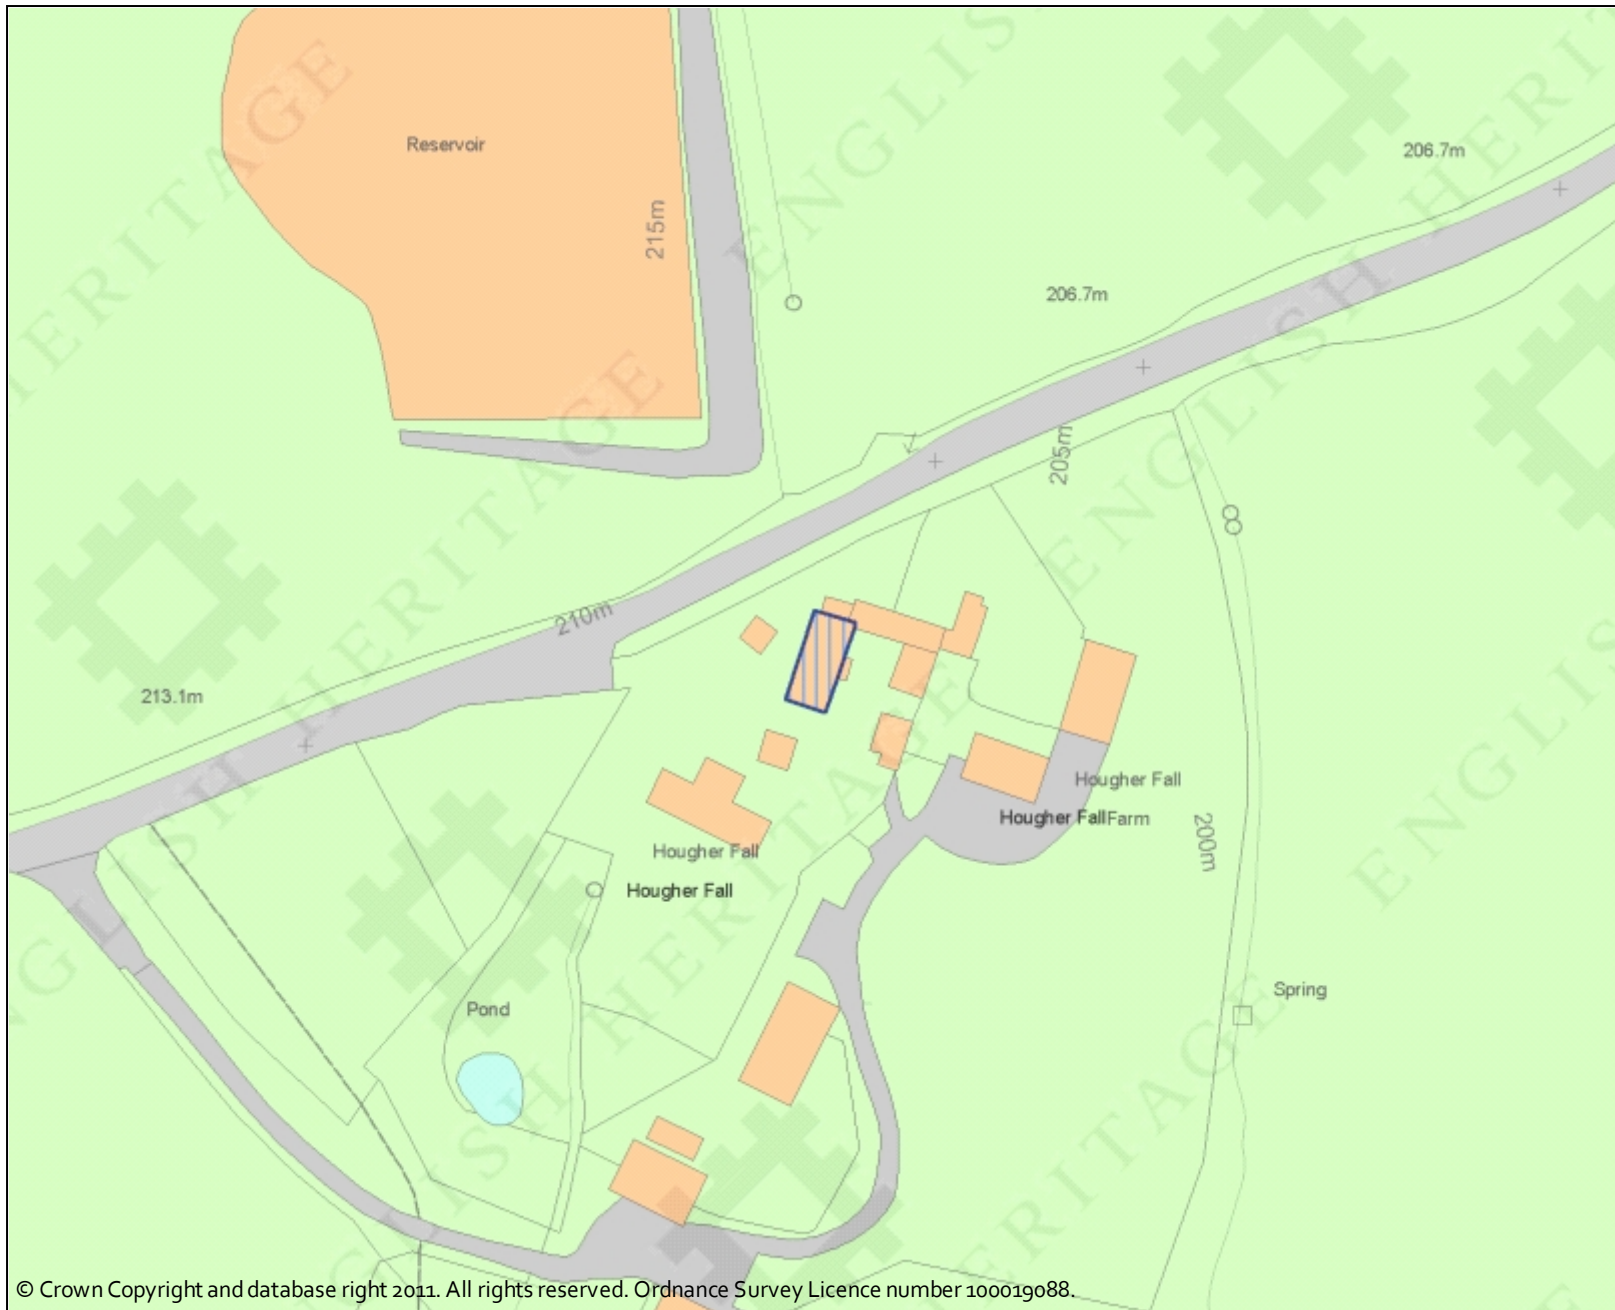 Reservoir
206.7m
215m
206.7m
205m
210m
213.1m
Hougher Fall
Hougher Fall Farm
200m
Hougher Fall
Hougher Fall
Spring
Pond
ENGLISH HERITAGE
© Crown Copyright and database right 2011. All rights reserved. Ordnance Survey Licence number 100019088.